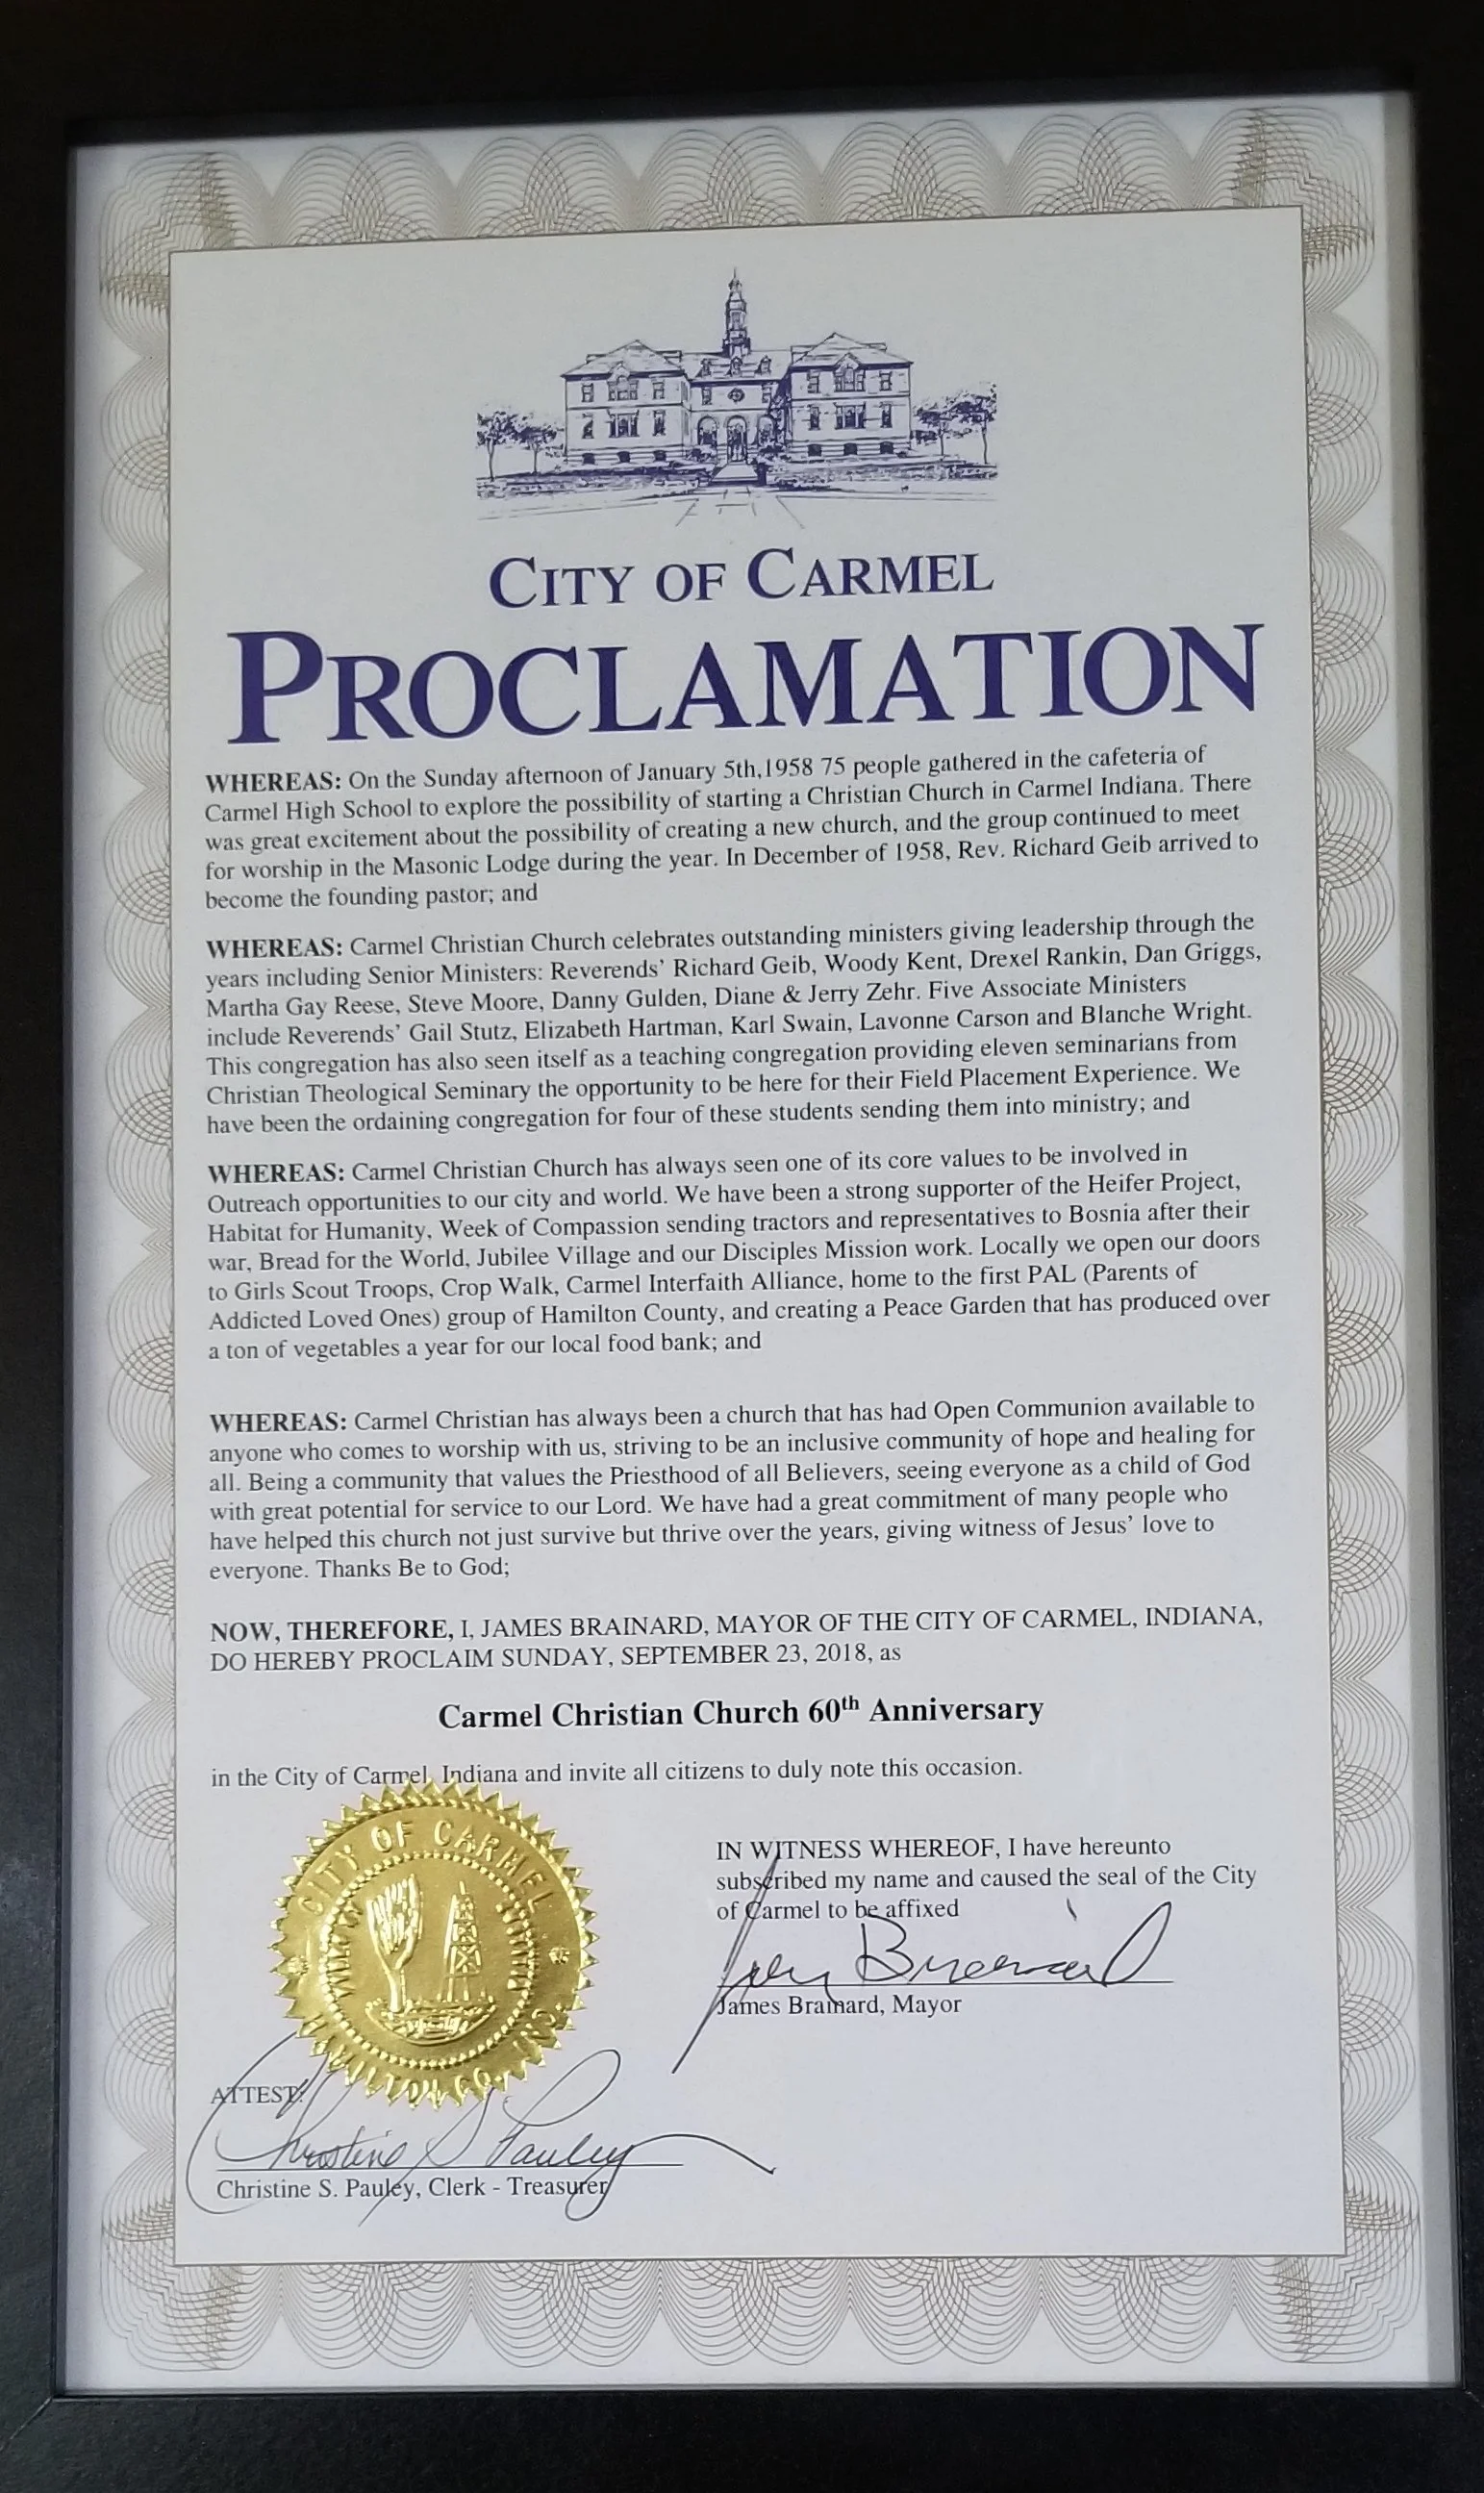 CITY OF CARMEL
PROCLAMATION
WHEREAS: On the Sunday afternoon of January 5th,1958 75 people gathered in the cafeteria of
Carmel High School to explore the possibility of starting a Christian Church in Carmel Indiana. There
was great excitement about the possibility of creating a new church, and the group continued to meet
for worship in the Masonic Lodge during the year. In December of 1958, Rev. Richard Geib arrived to
become the founding pastor; and
WHEREAS: Carmel Christian Church celebrates outstanding ministers giving leadership through the
years including Senior Ministers: Reverends' Richard Geib, Woody Kent, Drexel Rankin, Dan Griggs,
Martha Gay Reese, Steve Moore, Danny Gulden, Diane & Jerry Zehr. Five Associate Ministers
include Reverends' Gail Stutz, Elizabeth Hartman, Karl Swain, Lavonne Carson and Blanche Wright.
This congregation has also seen itself as a teaching congregation providing eleven seminarians from
Christian Theological Seminary the opportunity to be here for their Field Placement Experience. We
have been the ordaining congregation for four of these students sending them into ministry; and
WHEREAS: Carmel Christian Church has always seen one of its core values to be involved in
Outreach opportunities to our city and world. We have been a strong supporter of the Heifer Project,
Habitat for Humanity, Week of Compassion sending tractors and representatives to Bosnia after their
war, Bread for the World, Jubilee Village and our Disciples Mission work. Locally we open our doors
to Girls Scout Troops, Crop Walk, Carmel Interfaith Alliance, home to the first PAL (Parents of
Addicted Loved Ones) group of Hamilton County, and creating a Peace Garden that has produced over
a ton of vegetables a year for our local food bank; and
WHEREAS: Carmel Christian has always been a church that has had Open Communion available to
anyone who comes to worship with us, striving to be an inclusive community of hope and healing for
all. Being a community that values the Priesthood of all Believers, seeing everyone as a child of God
with great potential for service to our Lord. We have had a great commitment of many people who
have helped this church not just survive but thrive over the years, giving witness of Jesus' love to
everyone. Thanks Be to God;
NOW, THEREFORE, I, JAMES BRAINARD, MAYOR OF THE CITY OF CARMEL, INDIANA,
DO HEREBY PROCLAIM SUNDAY, SEPTEMBER 23, 2018, as
Carmel Christian Church 60th Anniversary
in the City of Carmel, Indiana and invite all citizens to duly note this occasion.
CITY OF CARMEL
HAMILTON CO.
IN WITNESS WHEREOF, I have hereunto
subscribed my name and caused the seal of the City
of Carmel to be affixed
Brainard
James Brainard, Mayor
ATTEST:
Christine S Pauley
Christine S. Pauley, Clerk - Treasurer